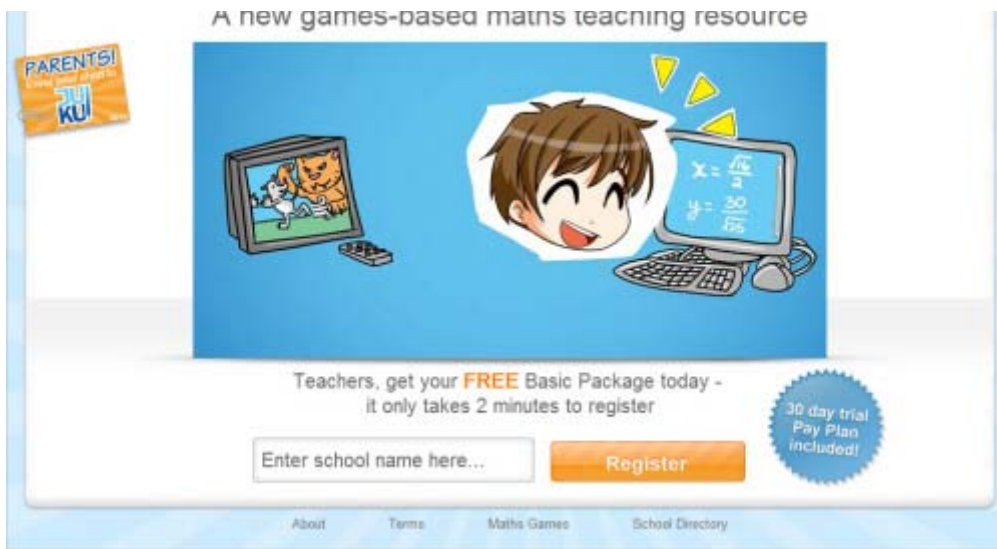 A new games-based maths teaching resource
PARENTS!
JU
KU
x = √16
2
y = 30
√25
Teachers, get your FREE Basic Package today -
it only takes 2 minutes to register
30 day trial
Pay Plan
included!
Enter school name here...
Register
About Terms Maths Games School Directory